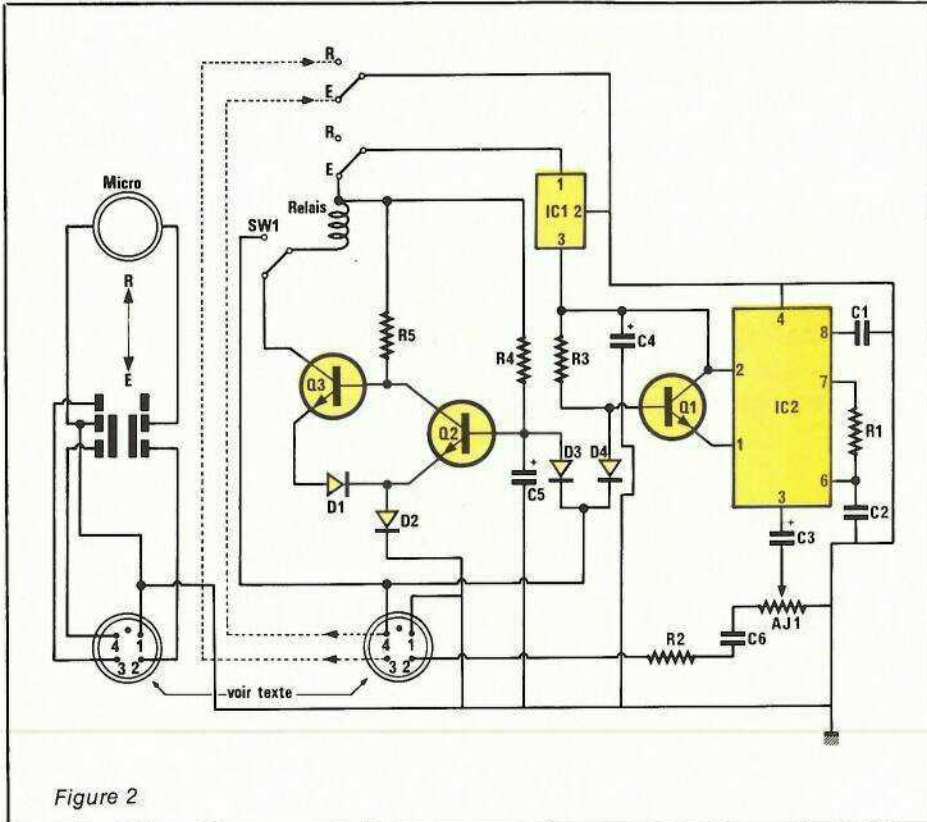 R
E
R
E
Micro
SW1
Relais
1
IC1 2
3
R
E
R5
R4
R3
C4
4
8
C1
2
7
Q3
Q2
Q1
IC2
R1
1
D3
D4
6
D1
C5
3
C2
D2
C3
AJ1
C6
R2
4 1
3 2
4 1
3 2
voir texte
Figure 2